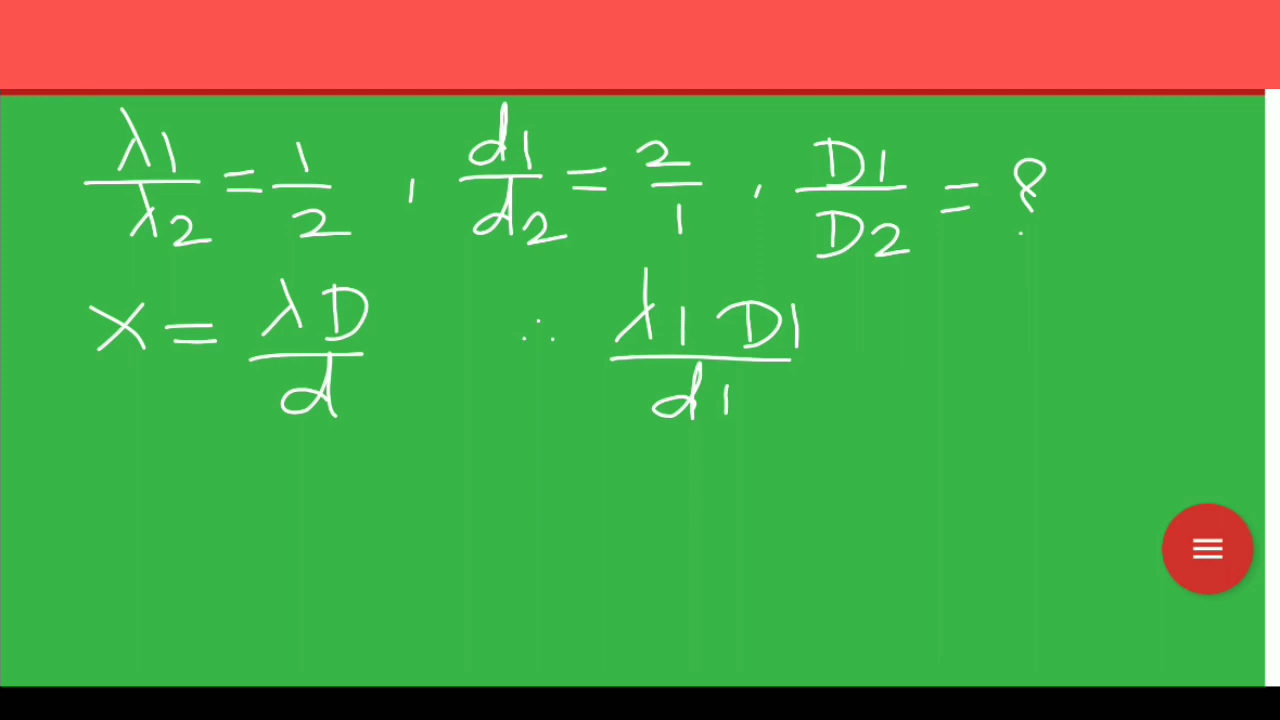 λ1/λ2 = 1/2 , d1/d2 = 2/1 , D1/D2 = ?
X = λD/d ∴ λ1 D1/d1